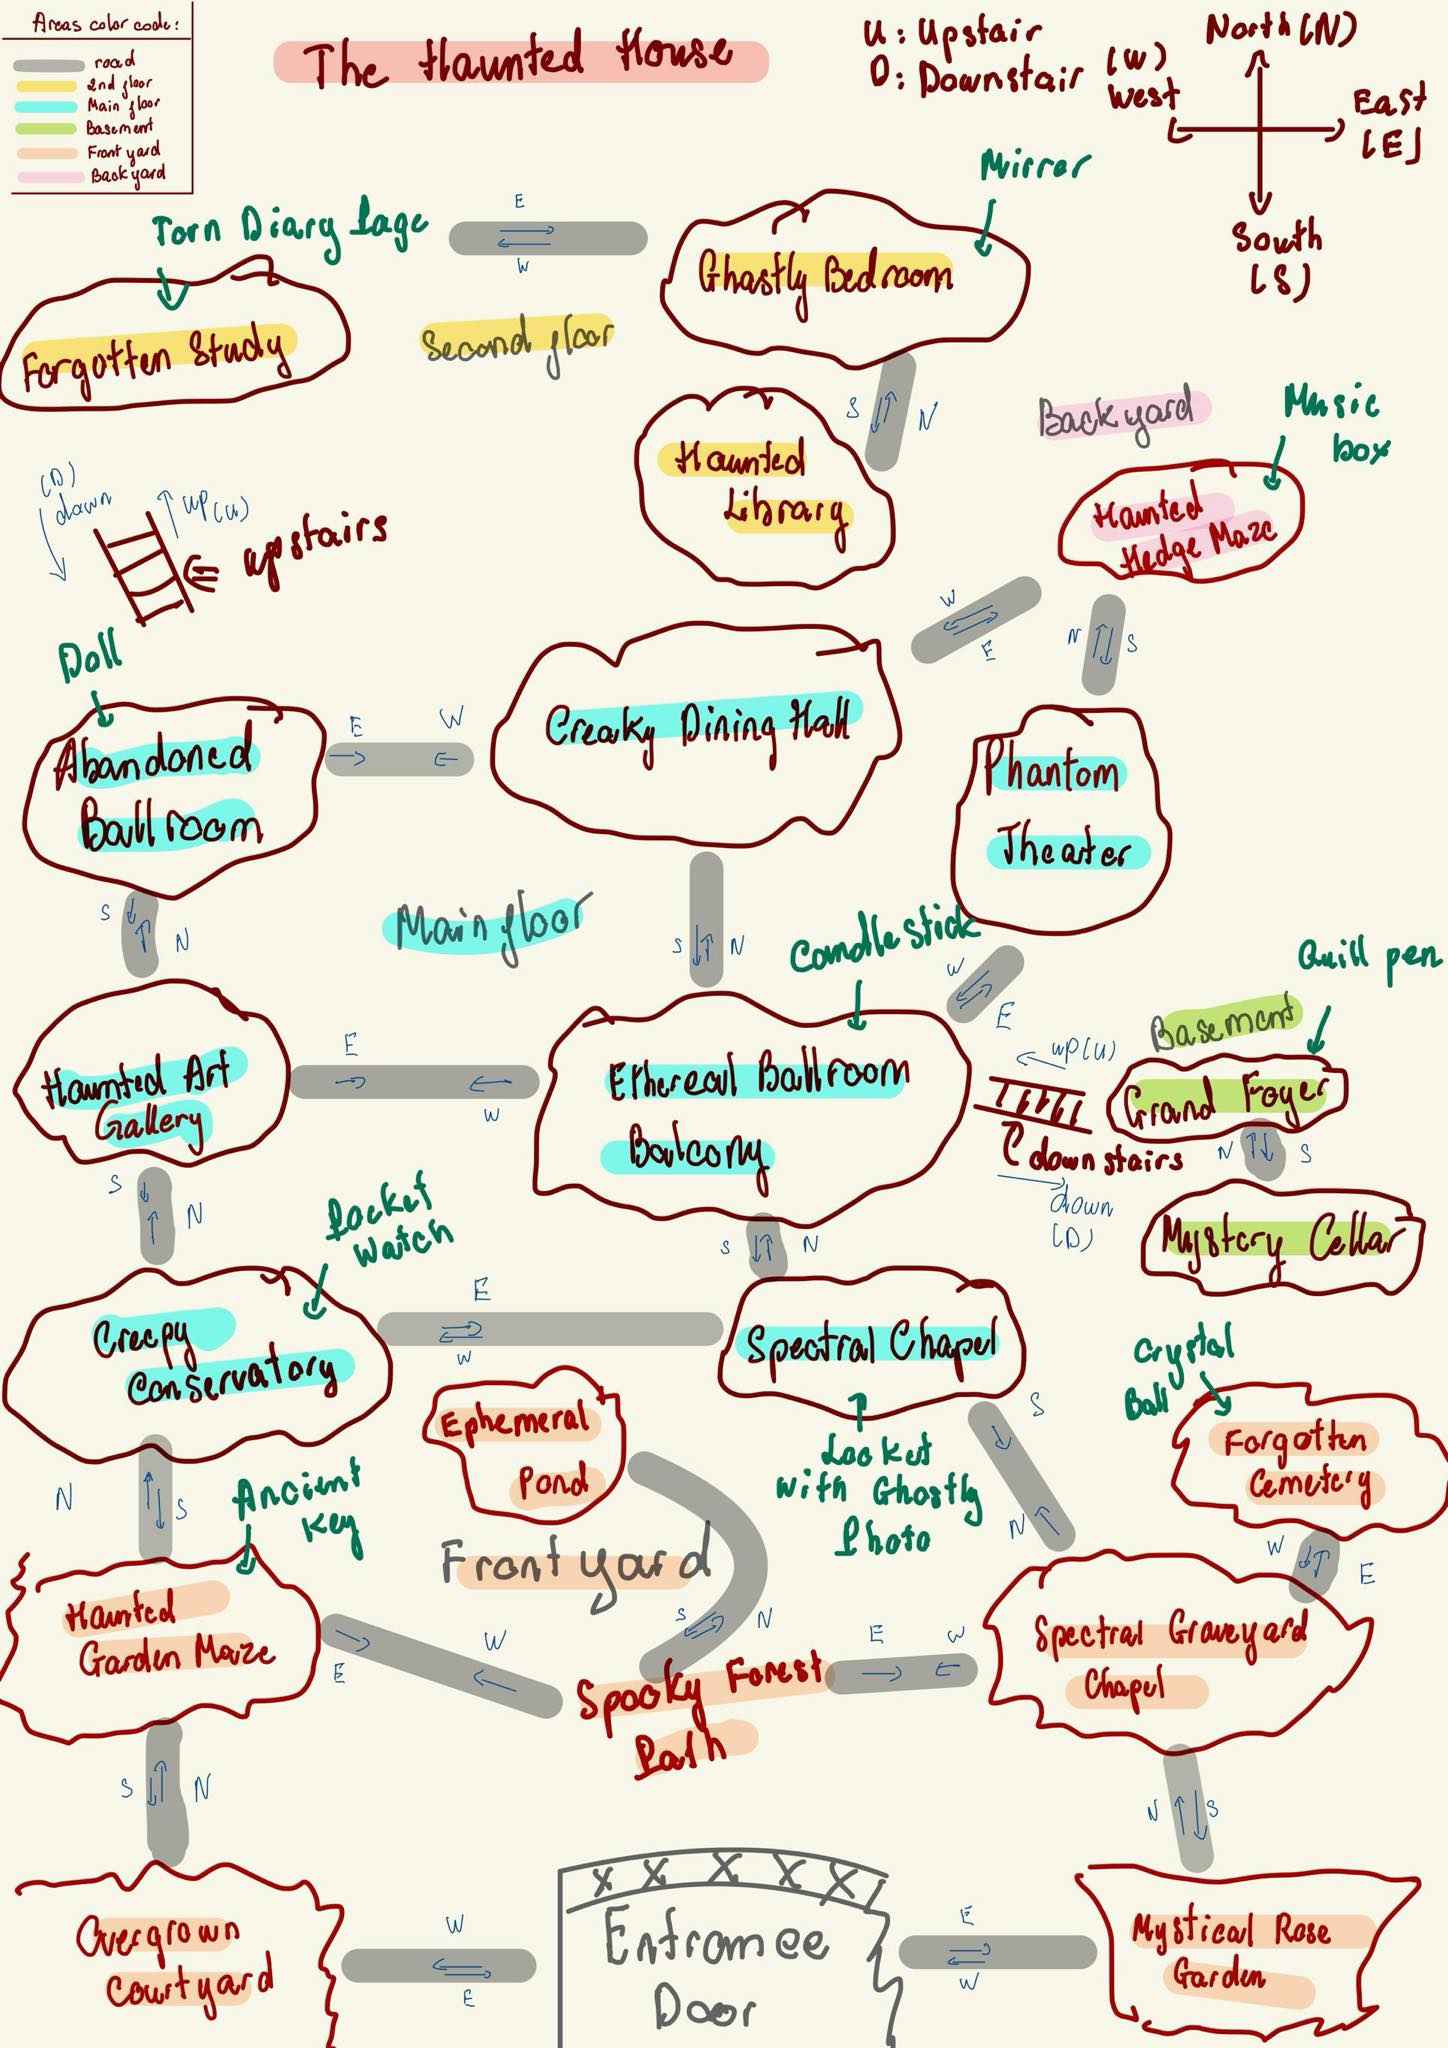 Areas color code:
road
2nd floor
Main floor
Basement
Front yard
Backyard
The Haunted House
U: Upstair
D: Downstair
North (N)
(W)
West
East
[E]
South
(S)
Mirror
Torn Diary Page
E
W
Ghastly Bedroom
Forgotten Study
Second floor
S
N
Haunted
Library
Backyard
Music
box
Haunted
Hedge Maze
(D)
down
up (u)
upstairs
W
E
N
S
Doll
Abandoned
Ballroom
E
W
Creaky Dining Hall
Phantom
Theater
S
N
Main floor
S
N
Candle stick
W
E
Quill pen
Basement
Haunted Art
Gallery
E
W
Ethereal Ballroom
Balcony
up (u)
Grand Foyer
downstairs
down
(D)
N
S
Mystery Cellar
S
N
Pocket
Watch
S
N
Creepy
Conservatory
E
W
Spectral Chapel
Crystal
Ball
Ephemeral
Pond
Locket
with Ghostly
Photo
S
N
Forgotten
Cemetery
N
S
Ancient
Key
Front yard
W
E
Haunted
Garden Maze
E
W
S
N
Spooky Forest
Path
E
W
Spectral Graveyard
Chapel
S
N
N
S
Overgrown
Courtyard
W
E
Entrance
Door
E
W
Mystical Rose
Garden